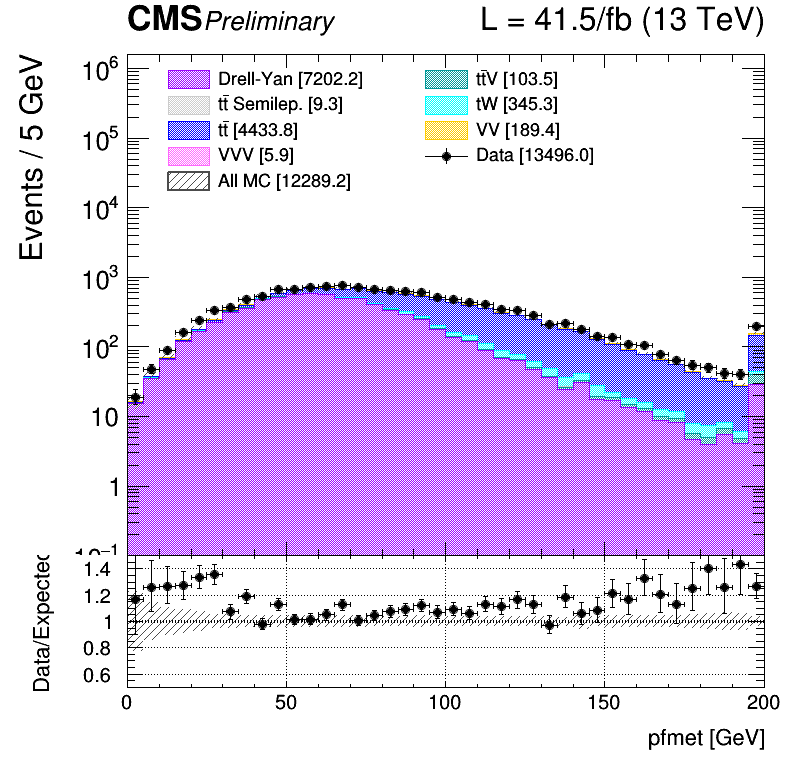 CMS Preliminary L = 41.5/fb (13 TeV)
Events / 5 GeV
10⁶
10⁵
10⁴
10³
10²
10
1
10⁻¹
Drell-Yan [7202.2]
tt̄ Semilep. [9.3]
tt̄ [4433.8]
VVV [5.9]
All MC [12289.2]
tt̄V [103.5]
tW [345.3]
VV [189.4]
Data [13496.0]
Data/Expected
1.4
1.2
1
0.8
0.6
0 50 100 150 200
pfmet [GeV]